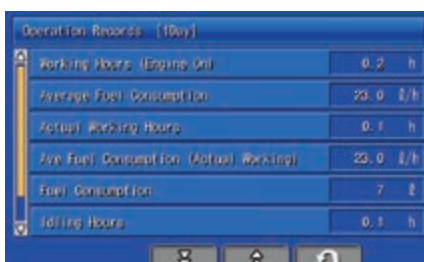 Operation Records [1Day]
Working Hours (Engine On) 0.2 h
Average Fuel Consumption 23.0 ℓ/h
Actual Working Hours 0.1 h
Ave Fuel Consumption (Actual Working) 23.0 ℓ/h
Fuel Consumption 7 ℓ
Idling Hours 0.1 h